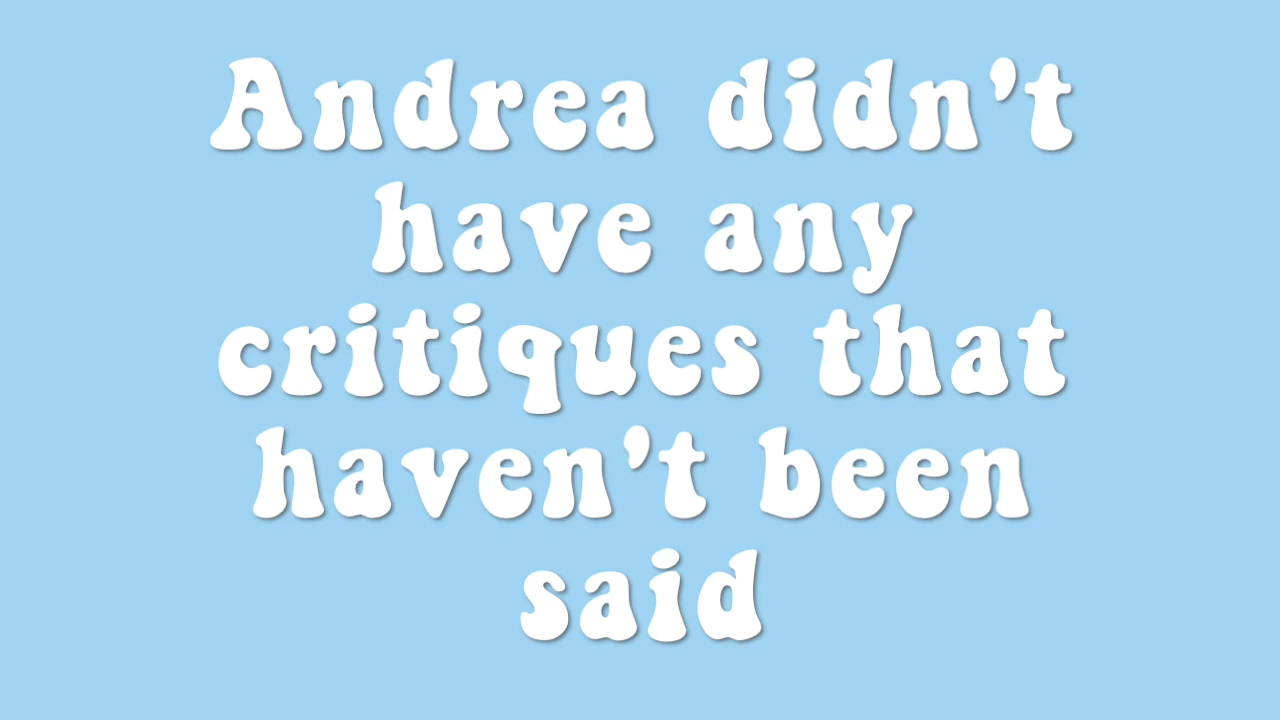 Andrea didn't
have any
critiques that
haven't been
said